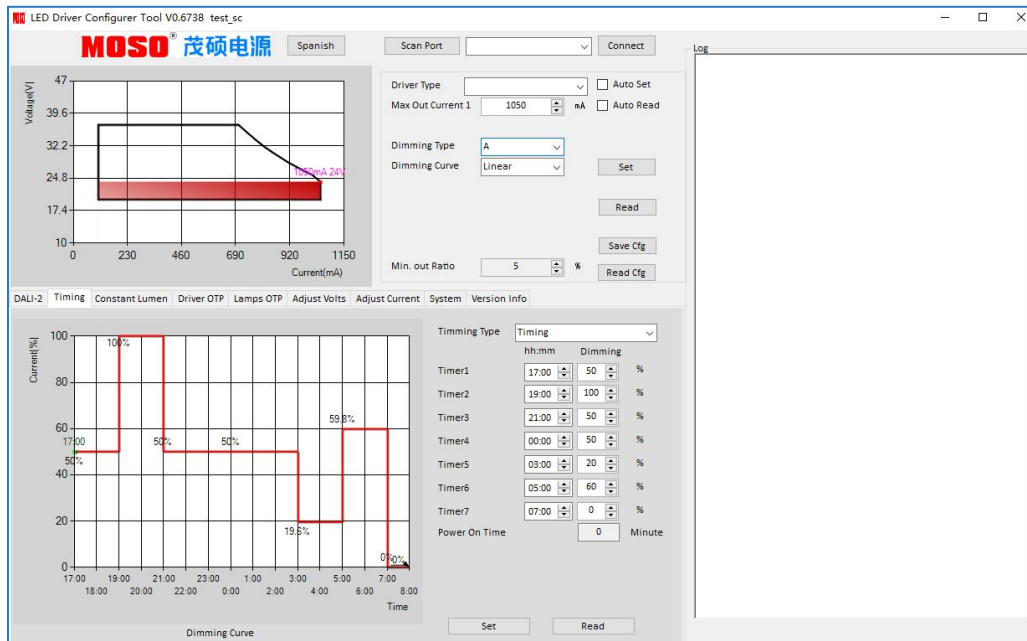 LED Driver Configurer Tool V0.6738 test_sc
MOSO® 茂硕电源
Spanish
Scan Port
Connect
Log
Voltage[V]
47
39.6
32.2
24.8
17.4
10
1050mA 24V
0 230 460 690 920 1150
Current(mA)
Driver Type
Auto Set
Max Out Current 1 1050 mA
Auto Read
Dimming Type A
Dimming Curve Linear
Set
Read
Save Cfg
Min. out Ratio 5 %
Read Cfg
DALI-2 Timing Constant Lumen Driver OTP Lamps OTP Adjust Volts Adjust Current System Version Info
Current[%]
100
80
60
40
20
0
100%
59.8%
17:00
50%
50%
50%
19.6%
0%
0%
17:00 19:00 21:00 23:00 1:00 3:00 5:00 7:00
18:00 20:00 22:00 0:00 2:00 4:00 6:00 8:00
Time
Dimming Curve
Timming Type Timing
hh:mm Dimming
Timer1 17:00 50 %
Timer2 19:00 100 %
Timer3 21:00 50 %
Timer4 00:00 50 %
Timer5 03:00 20 %
Timer6 05:00 60 %
Timer7 07:00 0 %
Power On Time 0 Minute
Set Read